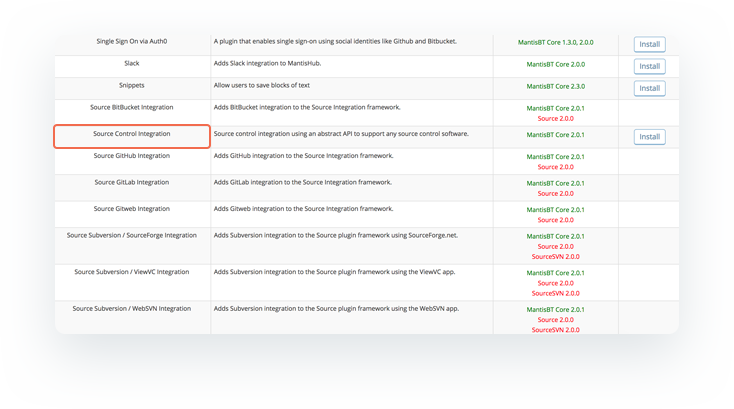 Single Sign On via Auth0 A plugin that enables single sign-on using social identities like Github and Bitbucket. MantisBT Core 1.3.0, 2.0.0 Install
Slack Adds Slack integration to MantisHub. MantisBT Core 2.0.0 Install
Snippets Allow users to save blocks of text MantisBT Core 2.3.0 Install
Source BitBucket Integration Adds BitBucket integration to the Source Integration framework. MantisBT Core 2.0.1
Source 2.0.0
Source Control Integration Source control integration using an abstract API to support any source control software. MantisBT Core 2.0.1 Install
Source GitHub Integration Adds GitHub integration to the Source Integration framework. MantisBT Core 2.0.1
Source 2.0.0
Source GitLab Integration Adds GitLab integration to the Source Integration framework. MantisBT Core 2.0.1
Source 2.0.0
Source Gitweb Integration Adds Gitweb integration to the Source Integration framework. MantisBT Core 2.0.1
Source 2.0.0
Source Subversion / SourceForge Integration Adds Subversion integration to the Source plugin framework using SourceForge.net. MantisBT Core 2.0.1
Source 2.0.0
SourceSVN 2.0.0
Source Subversion / ViewVC Integration Adds Subversion integration to the Source plugin framework using the ViewVC app. MantisBT Core 2.0.1
Source 2.0.0
SourceSVN 2.0.0
Source Subversion / WebSVN Integration Adds Subversion integration to the Source plugin framework using the WebSVN app. MantisBT Core 2.0.1
Source 2.0.0
SourceSVN 2.0.0